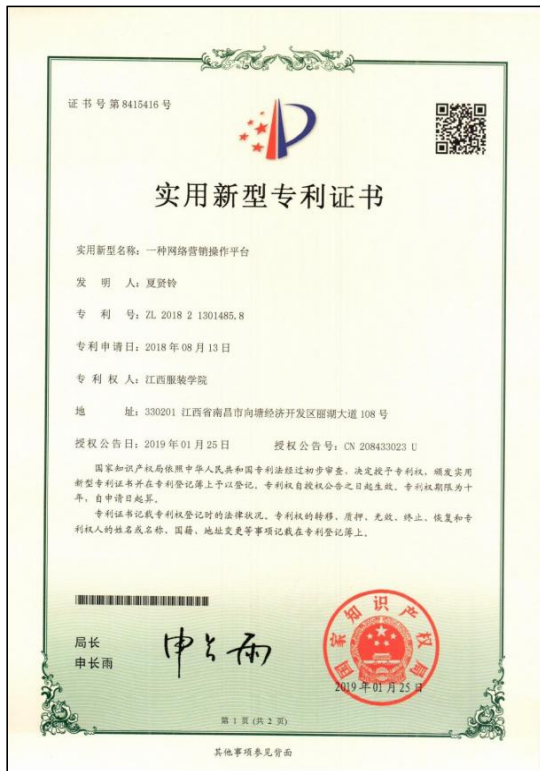 证书号第8415416号
实用新型专利证书
实用新型名称：一种网络营销操作平台
发明人：夏贤铃
专利号：ZL 2018 2 1301485.8
专利申请日：2018年08月13日
专利权人：江西服装学院
地址：330201 江西省南昌市向塘经济开发区丽湖大道108号
授权公告日：2019年01月25日 授权公告号：CN 208433023 U
国家知识产权局依照中华人民共和国专利法经过初步审查，决定授予专利权，颁发实用
新型专利证书并在专利登记簿上予以登记。专利权自授权公告之日起生效。专利权期限为十
年，自申请日起算。
专利证书记载专利权登记时的法律状况。专利权的转移、质押、无效、终止、恢复和专
利权人的姓名或名称、国籍、地址变更等事项记载在专利登记簿上。
局长
申长雨
申长雨
国家知识产权局
2019年01月25日
第1页(共2页)
其他事项参见背面